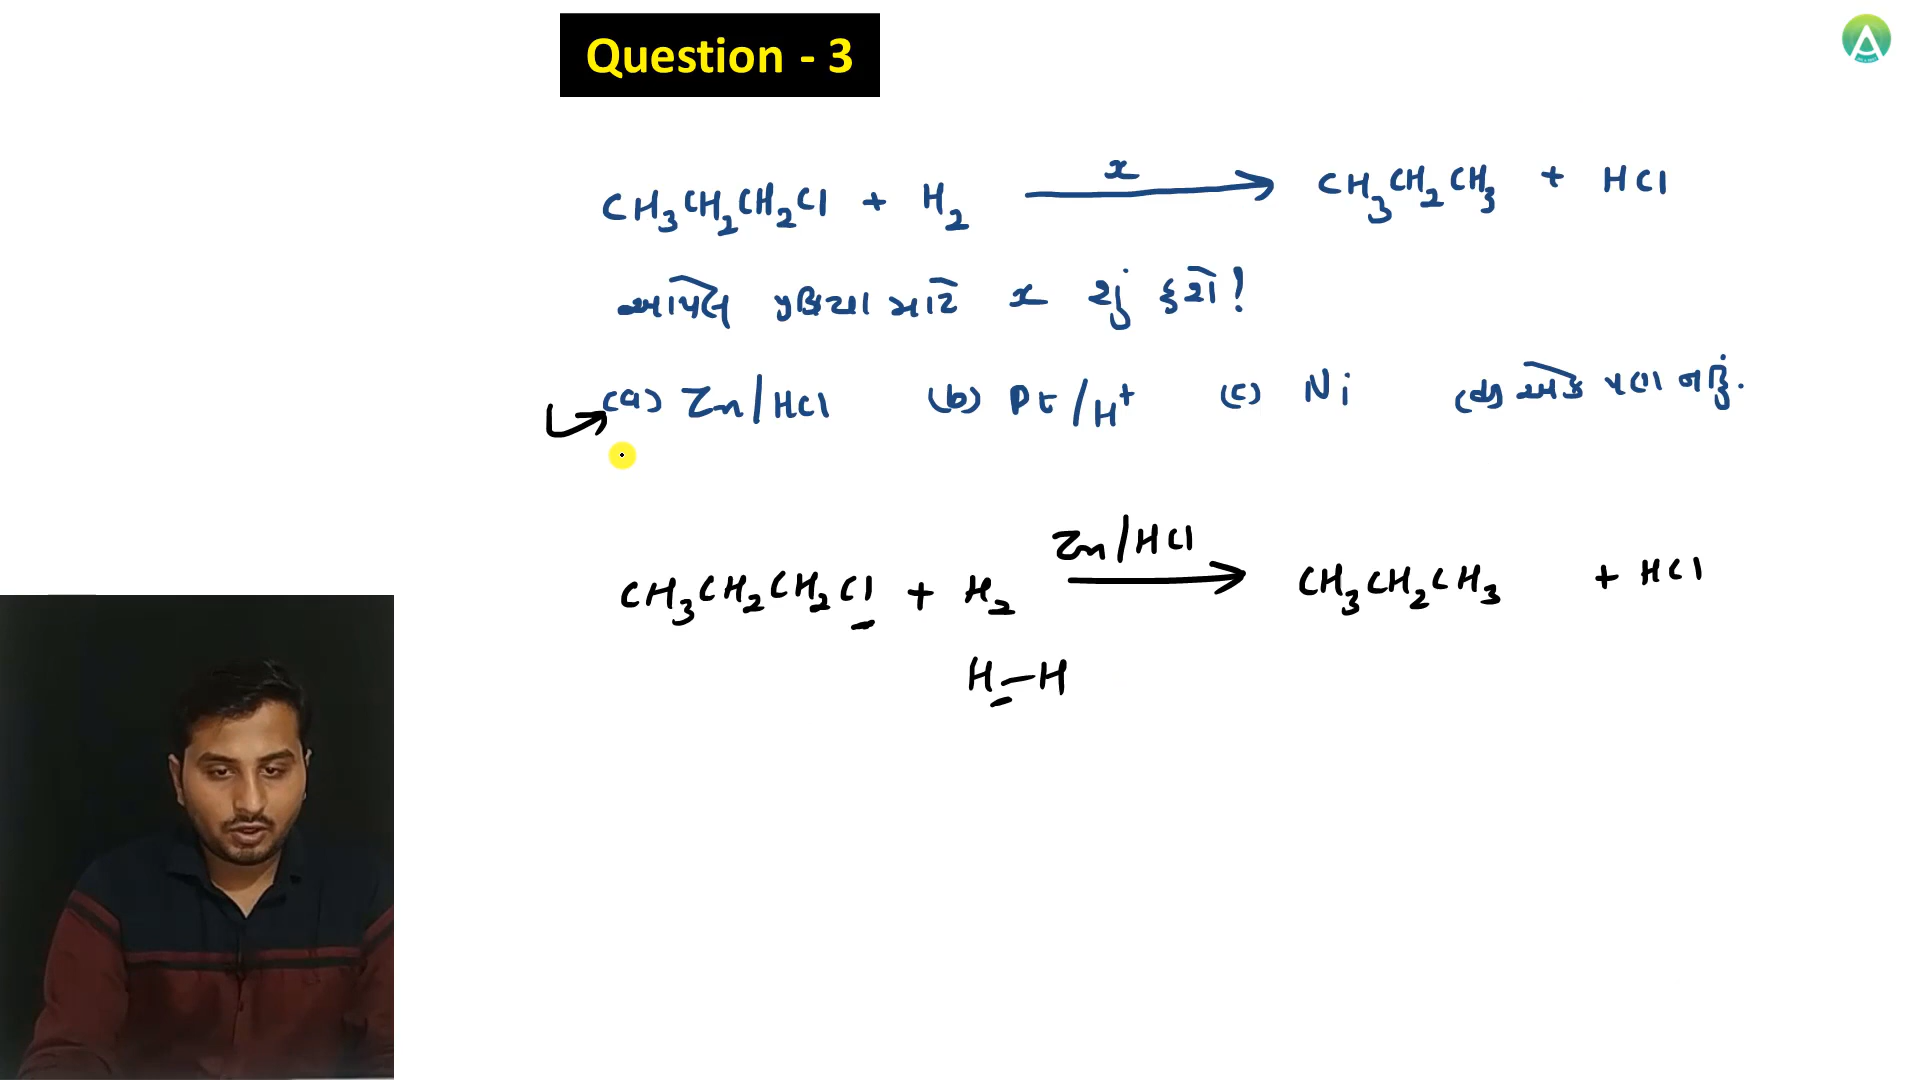 Question - 3
CH₃CH₂CH₂Cl + H₂ —x→ CH₃CH₂CH₃ + HCl
આપેલ પ્રક્રિયા માટે x શું હશે?
(a) Zn/HCl (b) Pt/H⁺ (c) Ni (d) એક પણ નહિં.
CH₃CH₂CH₂Cl + H₂ —Zn/HCl→ CH₃CH₂CH₃ + HCl
H—H